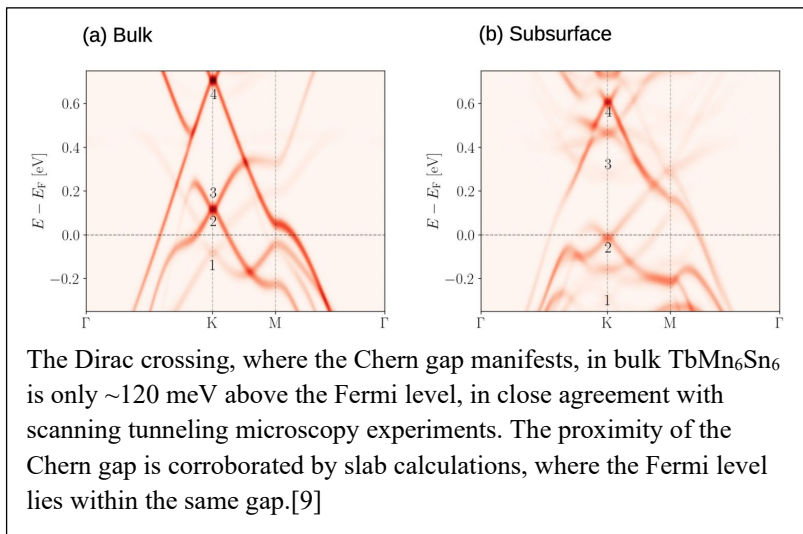 (a) Bulk
(b) Subsurface
E − E_F [eV]
0.6
0.4
0.2
0.0
−0.2
4
3
2
1
Γ
K
M
Γ
E − E_F [eV]
0.6
0.4
0.2
0.0
−0.2
4
3
2
1
Γ
K
M
Γ
The Dirac crossing, where the Chern gap manifests, in bulk TbMn₆Sn₆
is only ~120 meV above the Fermi level, in close agreement with
scanning tunneling microscopy experiments. The proximity of the
Chern gap is corroborated by slab calculations, where the Fermi level
lies within the same gap.[9]